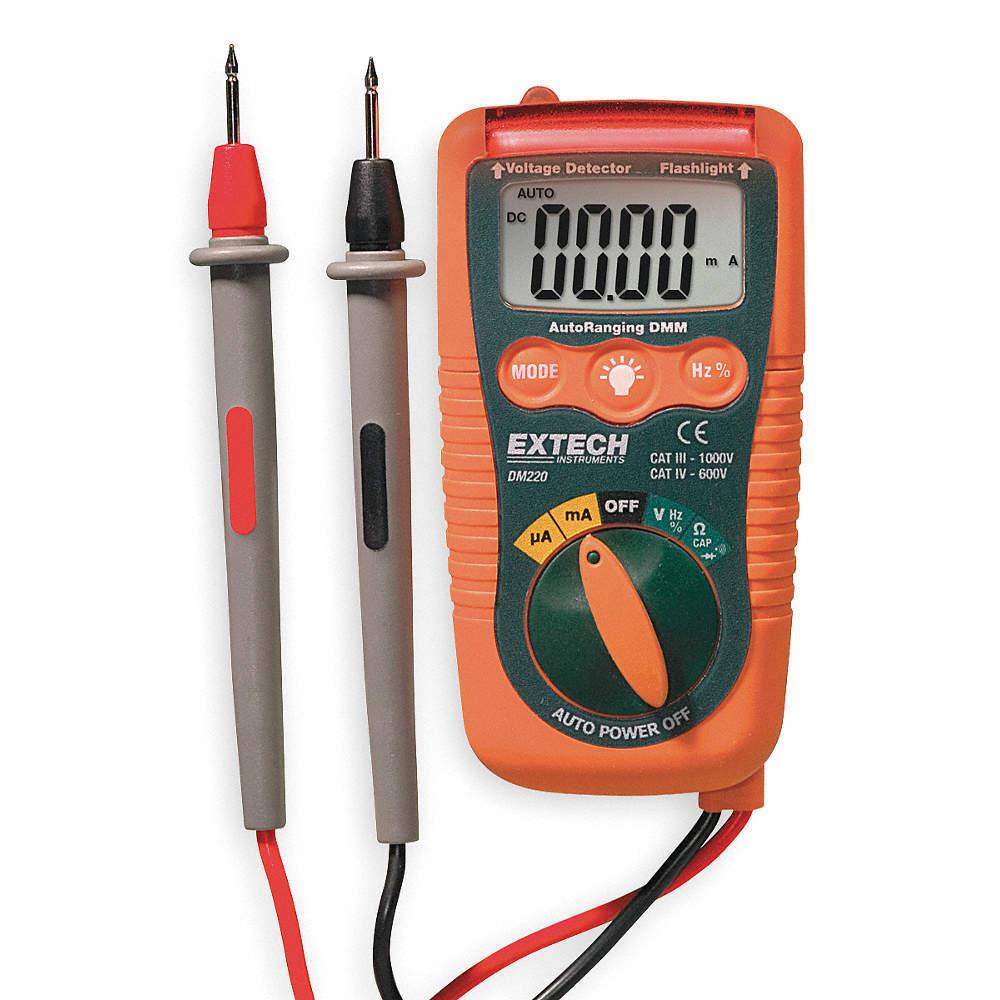 Voltage Detector Flashlight
AUTO
DC 00.00 m A
AutoRanging DMM
MODE Hz %
EXTECH CE
INSTRUMENTS
CAT III - 1000V
DM220 CAT IV - 600V
µA mA OFF V Hz % Ω CAP
AUTO POWER OFF